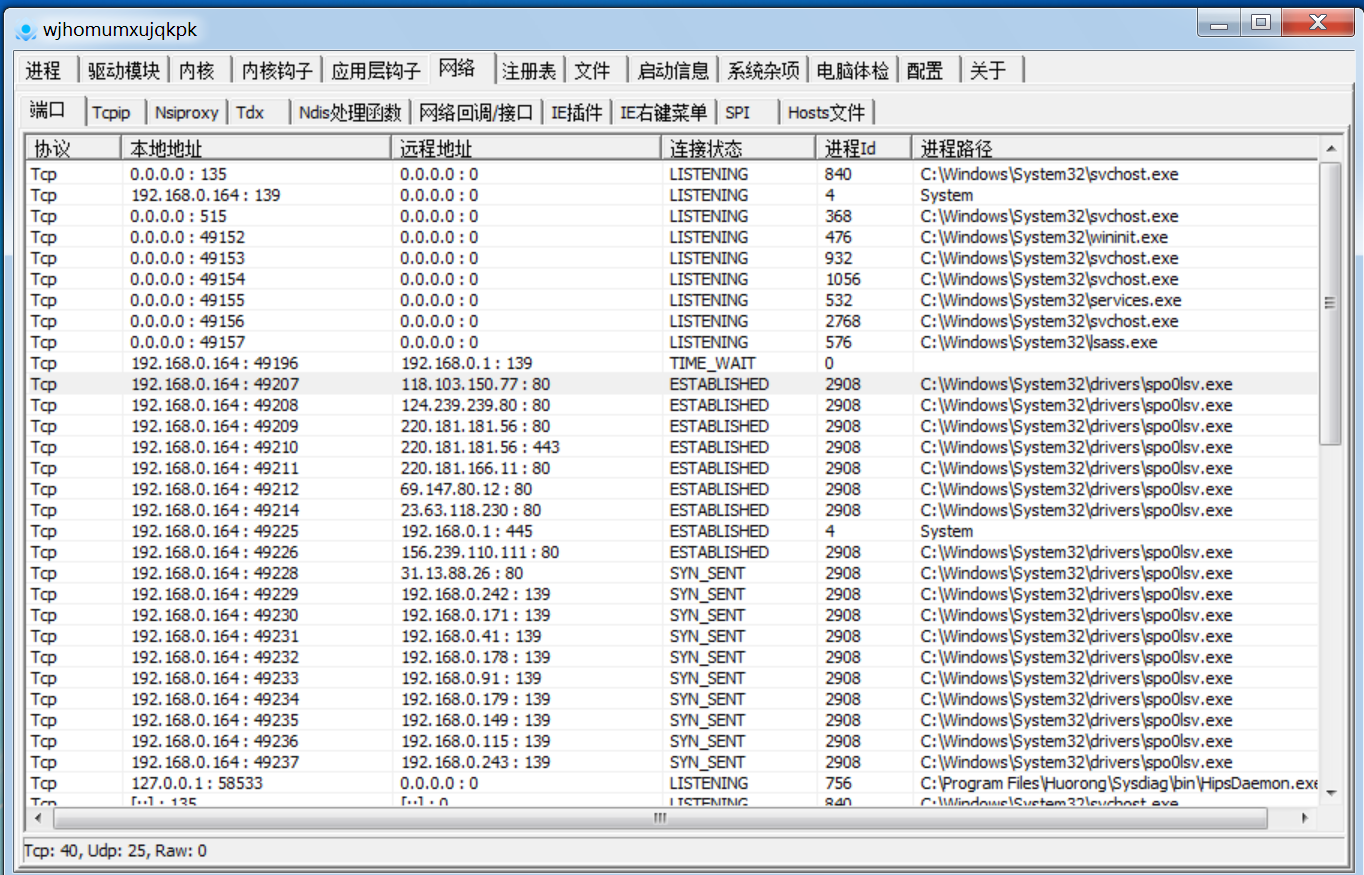 wjhomumxujqkpk
进程 驱动模块 内核 内核钩子 应用层钩子 网络 注册表 文件 启动信息 系统杂项 电脑体检 配置 关于
端口 Tcpip Nsiproxy Tdx Ndis处理函数 网络回调/接口 IE插件 IE右键菜单 SPI Hosts文件
协议 本地地址 远程地址 连接状态 进程Id 进程路径
Tcp 0.0.0.0 : 135 0.0.0.0 : 0 LISTENING 840 C:\Windows\System32\svchost.exe
Tcp 192.168.0.164 : 139 0.0.0.0 : 0 LISTENING 4 System
Tcp 0.0.0.0 : 515 0.0.0.0 : 0 LISTENING 368 C:\Windows\System32\svchost.exe
Tcp 0.0.0.0 : 49152 0.0.0.0 : 0 LISTENING 476 C:\Windows\System32\wininit.exe
Tcp 0.0.0.0 : 49153 0.0.0.0 : 0 LISTENING 932 C:\Windows\System32\svchost.exe
Tcp 0.0.0.0 : 49154 0.0.0.0 : 0 LISTENING 1056 C:\Windows\System32\svchost.exe
Tcp 0.0.0.0 : 49155 0.0.0.0 : 0 LISTENING 532 C:\Windows\System32\services.exe
Tcp 0.0.0.0 : 49156 0.0.0.0 : 0 LISTENING 2768 C:\Windows\System32\svchost.exe
Tcp 0.0.0.0 : 49157 0.0.0.0 : 0 LISTENING 576 C:\Windows\System32\lsass.exe
Tcp 192.168.0.164 : 49196 192.168.0.1 : 139 TIME_WAIT 0
Tcp 192.168.0.164 : 49207 118.103.150.77 : 80 ESTABLISHED 2908 C:\Windows\System32\drivers\spo0lsv.exe
Tcp 192.168.0.164 : 49208 124.239.239.80 : 80 ESTABLISHED 2908 C:\Windows\System32\drivers\spo0lsv.exe
Tcp 192.168.0.164 : 49209 220.181.181.56 : 80 ESTABLISHED 2908 C:\Windows\System32\drivers\spo0lsv.exe
Tcp 192.168.0.164 : 49210 220.181.181.56 : 443 ESTABLISHED 2908 C:\Windows\System32\drivers\spo0lsv.exe
Tcp 192.168.0.164 : 49211 220.181.166.11 : 80 ESTABLISHED 2908 C:\Windows\System32\drivers\spo0lsv.exe
Tcp 192.168.0.164 : 49212 69.147.80.12 : 80 ESTABLISHED 2908 C:\Windows\System32\drivers\spo0lsv.exe
Tcp 192.168.0.164 : 49214 23.63.118.230 : 80 ESTABLISHED 2908 C:\Windows\System32\drivers\spo0lsv.exe
Tcp 192.168.0.164 : 49225 192.168.0.1 : 445 ESTABLISHED 4 System
Tcp 192.168.0.164 : 49226 156.239.110.111 : 80 ESTABLISHED 2908 C:\Windows\System32\drivers\spo0lsv.exe
Tcp 192.168.0.164 : 49228 31.13.88.26 : 80 SYN_SENT 2908 C:\Windows\System32\drivers\spo0lsv.exe
Tcp 192.168.0.164 : 49229 192.168.0.242 : 139 SYN_SENT 2908 C:\Windows\System32\drivers\spo0lsv.exe
Tcp 192.168.0.164 : 49230 192.168.0.171 : 139 SYN_SENT 2908 C:\Windows\System32\drivers\spo0lsv.exe
Tcp 192.168.0.164 : 49231 192.168.0.41 : 139 SYN_SENT 2908 C:\Windows\System32\drivers\spo0lsv.exe
Tcp 192.168.0.164 : 49232 192.168.0.178 : 139 SYN_SENT 2908 C:\Windows\System32\drivers\spo0lsv.exe
Tcp 192.168.0.164 : 49233 192.168.0.91 : 139 SYN_SENT 2908 C:\Windows\System32\drivers\spo0lsv.exe
Tcp 192.168.0.164 : 49234 192.168.0.179 : 139 SYN_SENT 2908 C:\Windows\System32\drivers\spo0lsv.exe
Tcp 192.168.0.164 : 49235 192.168.0.149 : 139 SYN_SENT 2908 C:\Windows\System32\drivers\spo0lsv.exe
Tcp 192.168.0.164 : 49236 192.168.0.115 : 139 SYN_SENT 2908 C:\Windows\System32\drivers\spo0lsv.exe
Tcp 192.168.0.164 : 49237 192.168.0.243 : 139 SYN_SENT 2908 C:\Windows\System32\drivers\spo0lsv.exe
Tcp 127.0.0.1 : 58533 0.0.0.0 : 0 LISTENING 756 C:\Program Files\Huorong\Sysdiag\bin\HipsDaemon.exe
Tcp [::] : 135 [::] : 0 LISTENING 840 C:\Windows\System32\svchost.exe
Tcp: 40, Udp: 25, Raw: 0